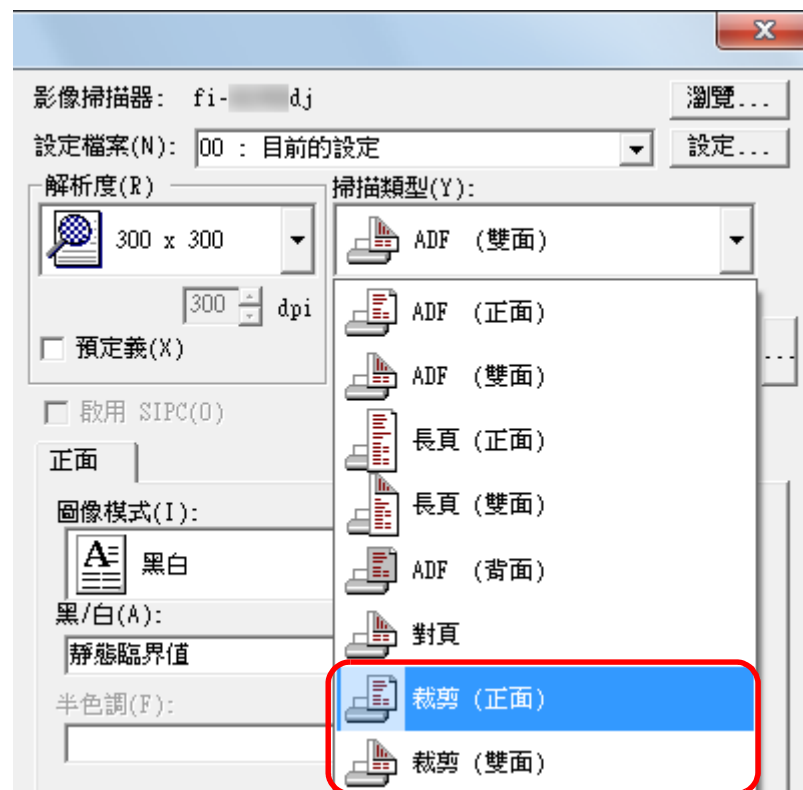 影像掃描器: fi- dj
瀏覽...
設定檔案(N): 00 : 目前的設定
設定...
解析度(R)
300 x 300
300 dpi
預定義(X)
掃描類型(Y):
ADF (雙面)
ADF (正面)
ADF (雙面)
長頁 (正面)
長頁 (雙面)
ADF (背面)
對頁
裁剪 (正面)
裁剪 (雙面)
...
啟用 SIPC(O)
正面
圖像模式(I):
黑白
黑/白(A):
靜態臨界值
半色調(F):